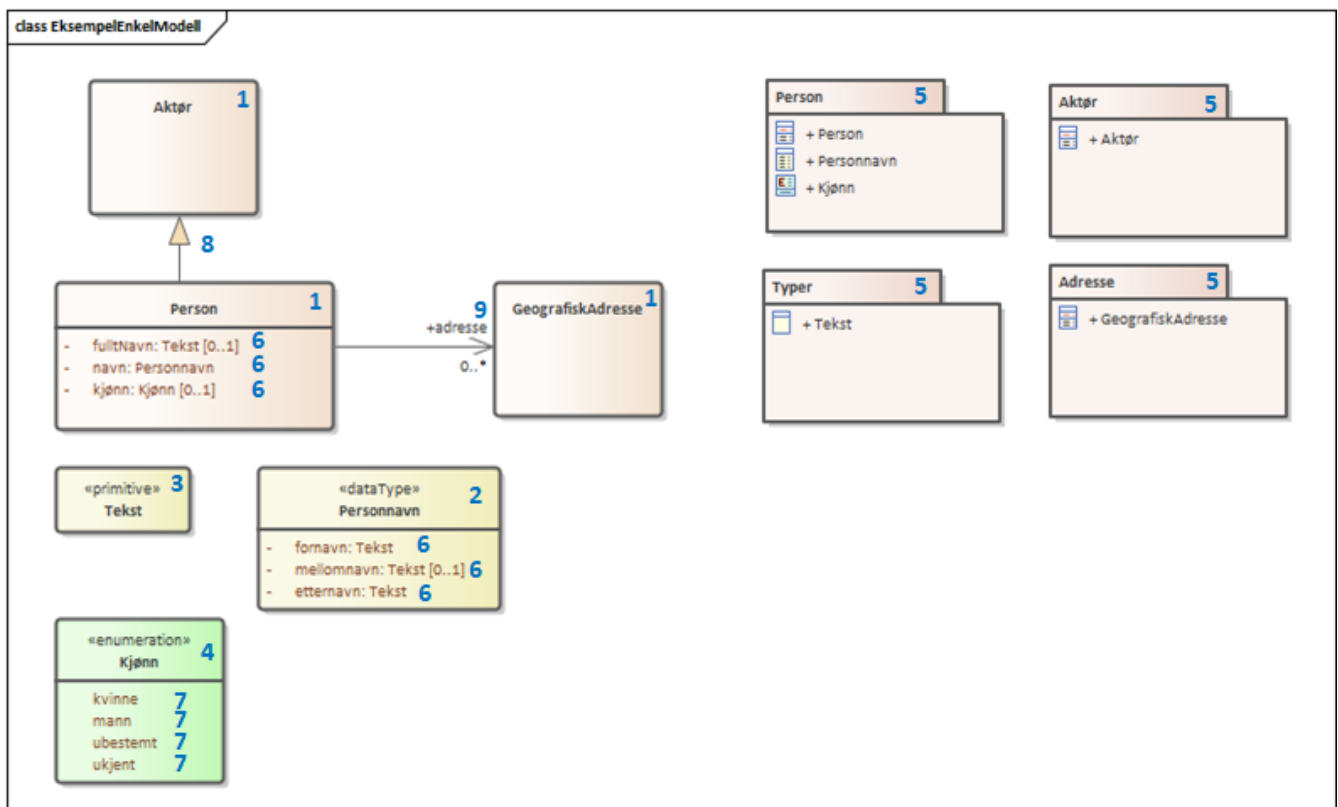 class EksempelEnkelModell
Aktør 1
8
Person 1
- fulltNavn: Tekst [0..1] 6
- navn: Personnavn 6
- kjønn: Kjønn [0..1] 6
9
+adresse
0..*
GeografiskAdresse 1
«primitive» 3
Tekst
«dataType» 2
Personnavn
- fornavn: Tekst 6
- mellomnavn: Tekst [0..1] 6
- etternavn: Tekst 6
«enumeration» 4
Kjønn
kvinne 7
mann 7
ubestemt 7
ukjent 7
Person 5
+ Person
+ Personnavn
E + Kjønn
Aktør 5
+ Aktør
Typer 5
+ Tekst
Adresse 5
+ GeografiskAdresse